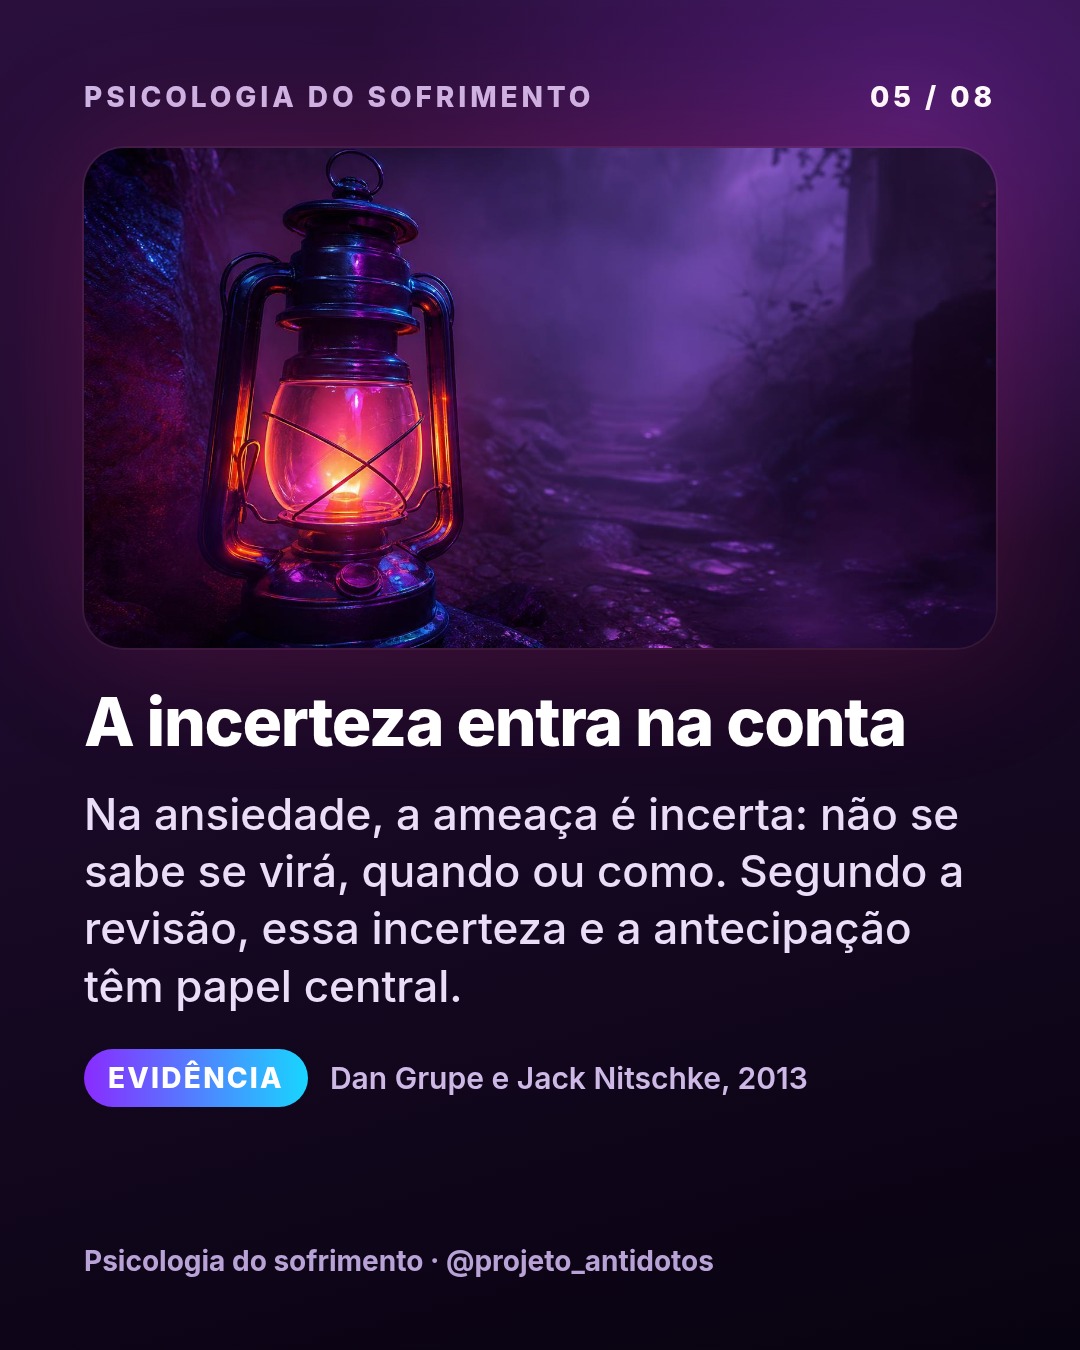 PSICOLOGIA DO SOFRIMENTO
05 / 08
A incerteza entra na conta
Na ansiedade, a ameaça é incerta: não se
sabe se virá, quando ou como. Segundo a
revisão, essa incerteza e a antecipação
têm papel central.
EVIDÊNCIA
Dan Grupe e Jack Nitschke, 2013
Psicologia do sofrimento · @projeto_antidotos